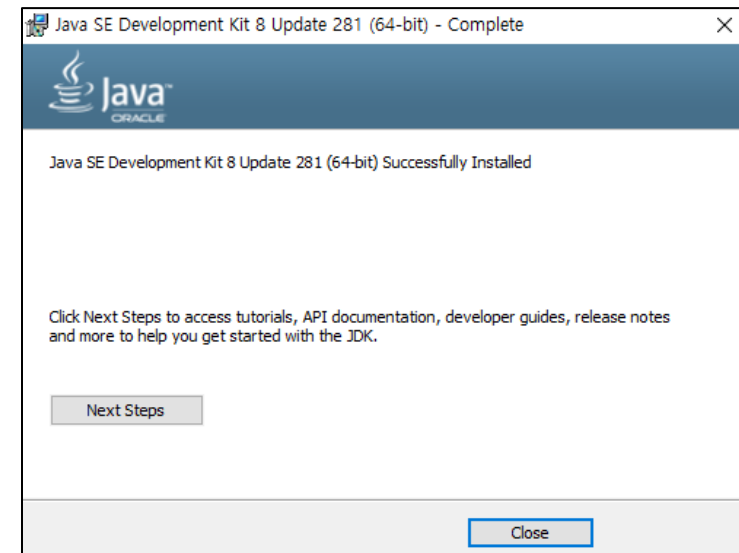 Java SE Development Kit 8 Update 281 (64-bit) - Complete
Java™
ORACLE
Java SE Development Kit 8 Update 281 (64-bit) Successfully Installed
Click Next Steps to access tutorials, API documentation, developer guides, release notes
and more to help you get started with the JDK.
Next Steps
Close